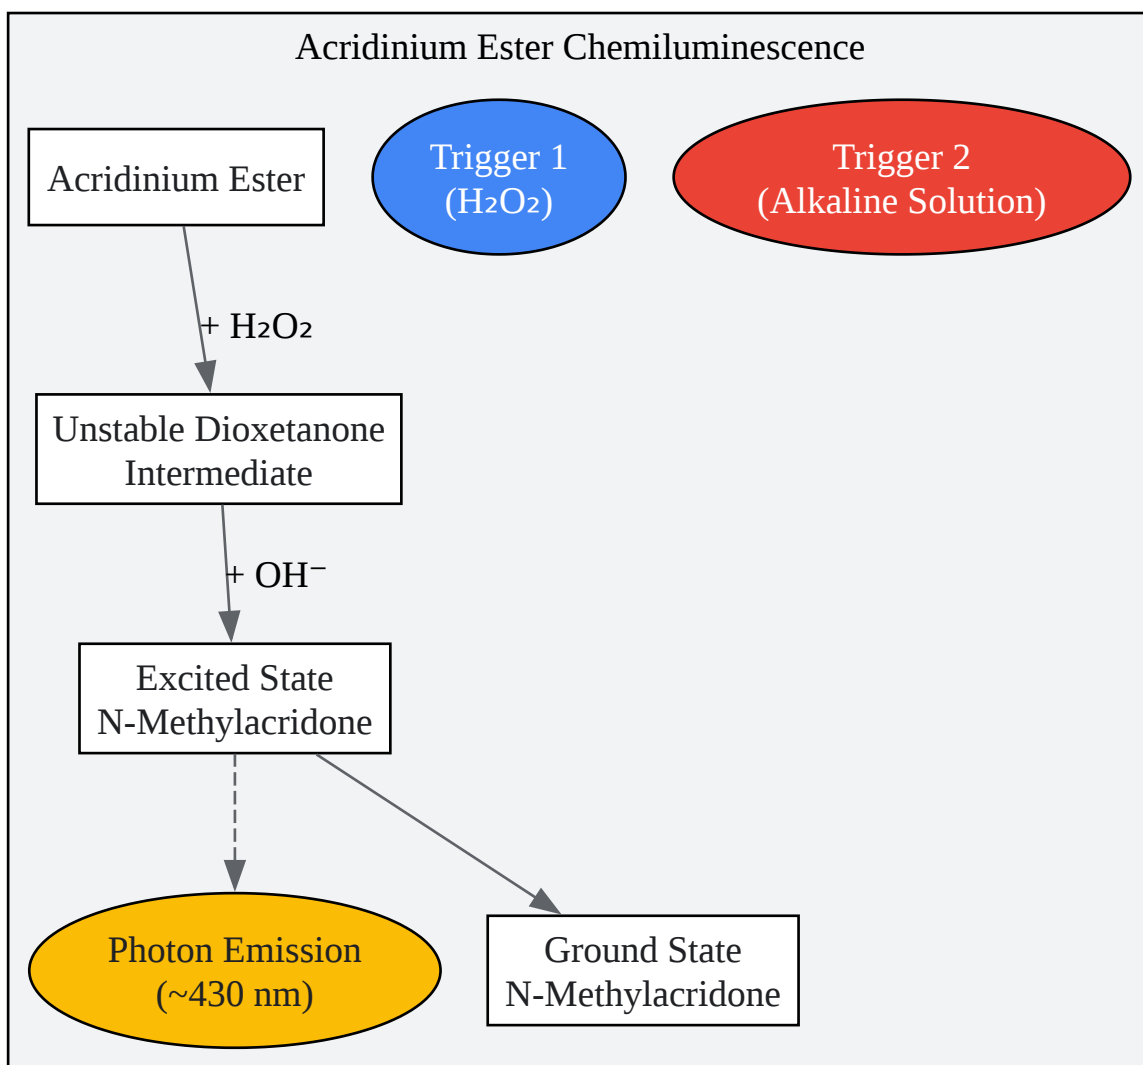 Acridinium Ester Chemiluminescence
Acridinium Ester
Trigger 1
(H₂O₂)
Trigger 2
(Alkaline Solution)
+ H₂O₂
Unstable Dioxetanone
Intermediate
+ OH⁻
Excited State
N-Methylacridone
Photon Emission
(~430 nm)
Ground State
N-Methylacridone